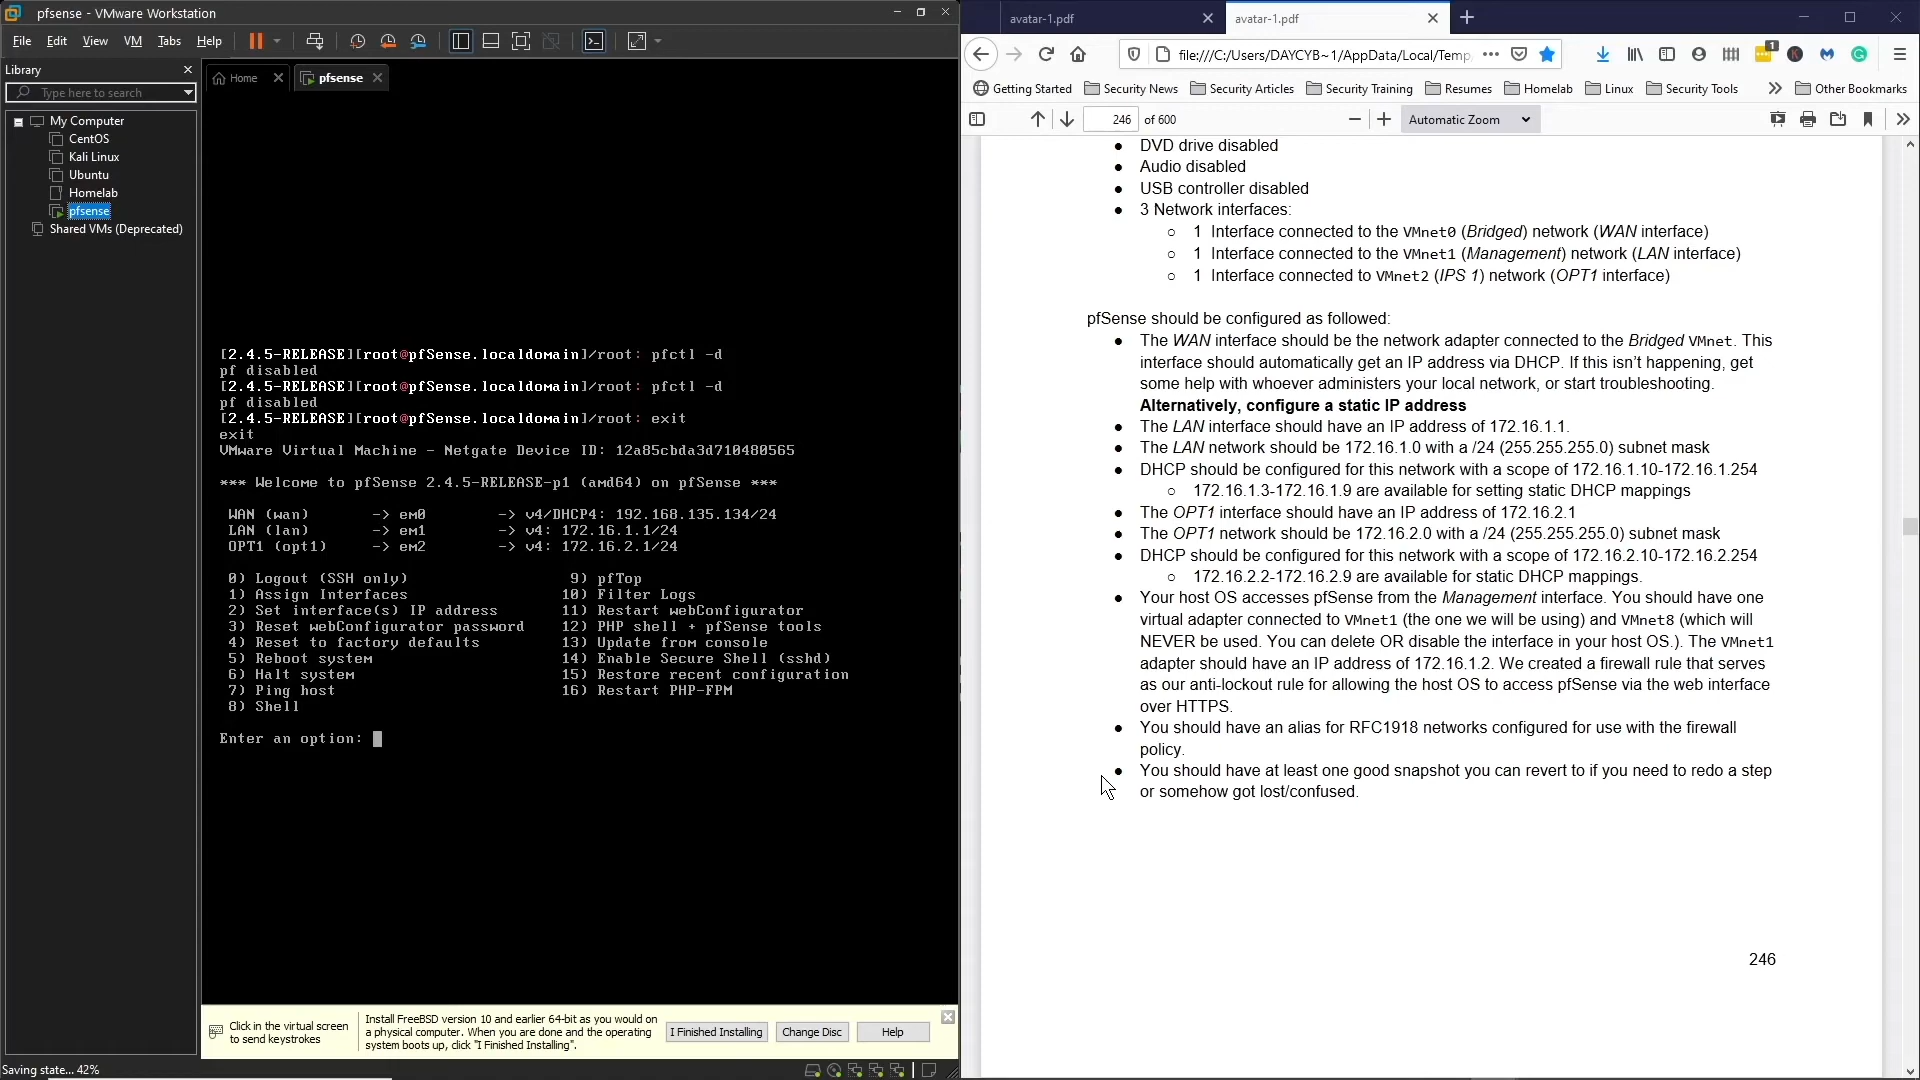 pfsense - VMware Workstation
File Edit View VM Tabs Help
Library
Type here to search
My Computer
CentOS
Kali Linux
Ubuntu
Homelab
pfsense
Shared VMs (Deprecated)
Home
pfsense
[2.4.5-RELEASE][root@pfSense.localdomain]/root: pfctl -d
pf disabled
[2.4.5-RELEASE][root@pfSense.localdomain]/root: pfctl -d
pf disabled
[2.4.5-RELEASE][root@pfSense.localdomain]/root: exit
exit
VMware Virtual Machine - Netgate Device ID: 12a85cbda3d710480565
*** Welcome to pfSense 2.4.5-RELEASE-p1 (amd64) on pfSense ***
WAN (wan) -> em0 -> v4/DHCP4: 192.168.135.134/24
LAN (lan) -> em1 -> v4: 172.16.1.1/24
OPT1 (opt1) -> em2 -> v4: 172.16.2.1/24
0) Logout (SSH only) 9) pfTop
1) Assign Interfaces 10) Filter Logs
2) Set interface(s) IP address 11) Restart webConfigurator
3) Reset webConfigurator password 12) PHP shell + pfSense tools
4) Reset to factory defaults 13) Update from console
5) Reboot system 14) Enable Secure Shell (sshd)
6) Halt system 15) Restore recent configuration
7) Ping host 16) Restart PHP-FPM
8) Shell
Enter an option:
Click in the virtual screen
to send keystrokes
Install FreeBSD version 10 and earlier 64-bit as you would on
a physical computer. When you are done and the operating
system boots up, click "I Finished Installing".
I Finished Installing Change Disc Help
Saving state... 42%
avatar-1.pdf
avatar-1.pdf
file:///C:/Users/DAYCYB~1/AppData/Local/Temp
1
Getting Started Security News Security Articles Security Training Resumes Homelab Linux Security Tools Other Bookmarks
246 of 600 Automatic Zoom
● DVD drive disabled
● Audio disabled
● USB controller disabled
● 3 Network interfaces:
○ 1 Interface connected to the VMnet0 (Bridged) network (WAN interface)
○ 1 Interface connected to the VMnet1 (Management) network (LAN interface)
○ 1 Interface connected to VMnet2 (IPS 1) network (OPT1 interface)
pfSense should be configured as followed:
● The WAN interface should be the network adapter connected to the Bridged VMnet. This
interface should automatically get an IP address via DHCP. If this isn't happening, get
some help with whoever administers your local network, or start troubleshooting.
Alternatively, configure a static IP address
● The LAN interface should have an IP address of 172.16.1.1.
● The LAN network should be 172.16.1.0 with a /24 (255.255.255.0) subnet mask
● DHCP should be configured for this network with a scope of 172.16.1.10-172.16.1.254
○ 172.16.1.3-172.16.1.9 are available for setting static DHCP mappings
● The OPT1 interface should have an IP address of 172.16.2.1
● The OPT1 network should be 172.16.2.0 with a /24 (255.255.255.0) subnet mask
● DHCP should be configured for this network with a scope of 172.16.2.10-172.16.2.254
○ 172.16.2.2-172.16.2.9 are available for static DHCP mappings.
● Your host OS accesses pfSense from the Management interface. You should have one
virtual adapter connected to VMnet1 (the one we will be using) and VMnet8 (which will
NEVER be used. You can delete OR disable the interface in your host OS.). The VMnet1
adapter should have an IP address of 172.16.1.2. We created a firewall rule that serves
as our anti-lockout rule for allowing the host OS to access pfSense via the web interface
over HTTPS.
● You should have an alias for RFC1918 networks configured for use with the firewall
policy.
● You should have at least one good snapshot you can revert to if you need to redo a step
or somehow got lost/confused.
246